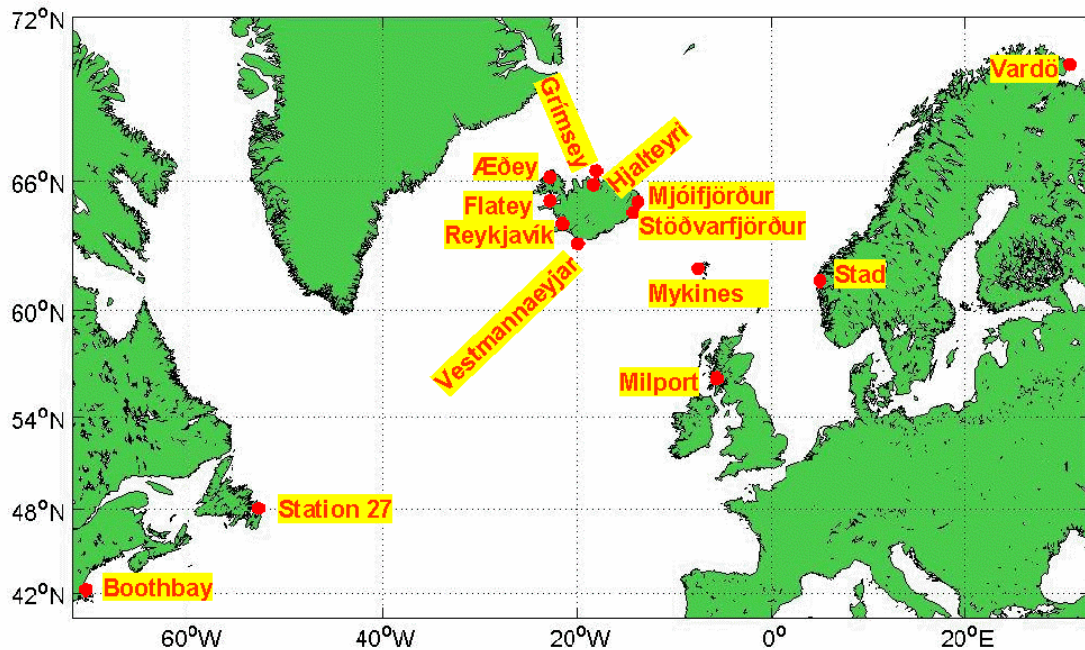 72°N
Vardö
Grímsey
Hjalteyri
Æðey
66°N
Mjóifjörður
Flatey
Stöðvarfjörður
Reykjavík
Stad
Mykines
60°N
Vestmannaeyjar
Milport
54°N
48°N
Station 27
Boothbay
42°N
60°W
40°W
20°W
0°
20°E